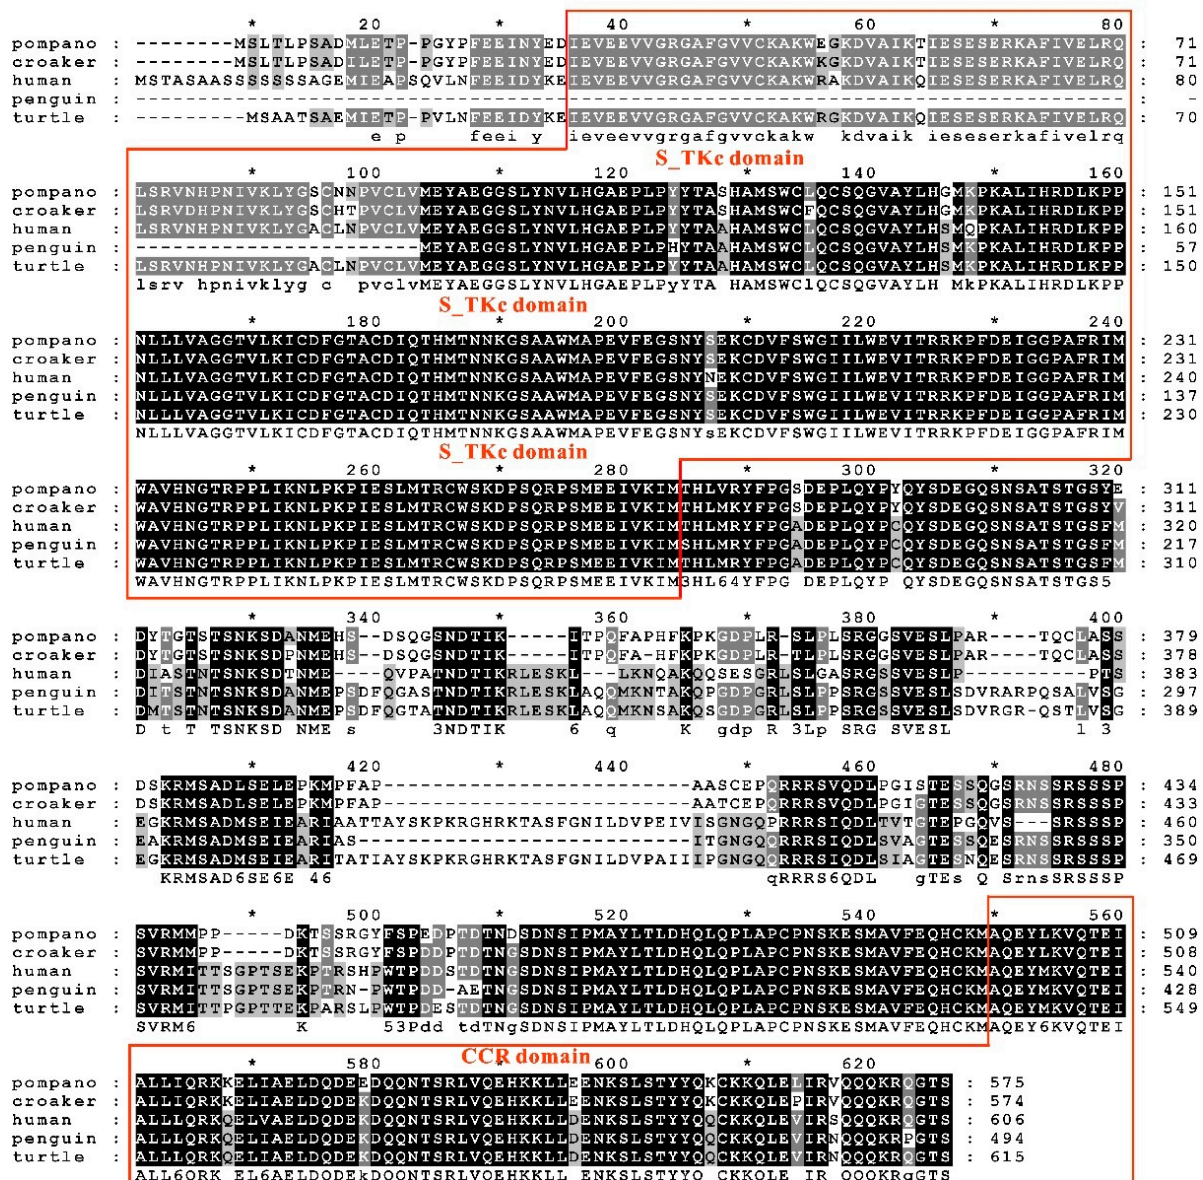 * 20 * 40 * 60 * 80
pompano : --------MSLTLPSADMLETP-PGYPFEEINYEDIEVEEVVGRGAFGVVCKAKWEGKDVAIKTIESESERKAFIVELRQ : 71
croaker : --------MSLTLPSADILETP-PGYPFEEINYEDIEVEEVVGRGAFGVVCKAKWKGKDVAIKTIESESERKAFIVELRQ : 71
human : MSTASAASSSSSSSAGEMIEAPSQVLNFEEIDYKEIEVEEVVGRGAFGVVCKAKWRAKDVAIKQIESESERKAFIVELRQ : 80
penguin : -------------------------------------------------------------------------------- : -
turtle : --------MSAATSAEMIETP-PVLNFEEIDYKEIEVEEVVGRGAFGVVCKAKWRGKDVAIKQIESESERKAFIVELRQ : 70
e p feei y ieveevvgrgafgvvckakw kdvaik ieseserkafivelrq
S_TKc domain
* 100 * 120 * 140 * 160
pompano : LSRVNHPNIVKLYGSCNNPVCLVMEYAEGGSLYNVLHGAEPLPYYTASHAMSWCLQCSQGVAYLHGMKPKALIHRDLKPP : 151
croaker : LSRVDHPNIVKLYGSCHTPVCLVMEYAEGGSLYNVLHGAEPLPYYTASHAMSWCFQCSQGVAYLHGMKPKALIHRDLKPP : 151
human : LSRVNHPNIVKLYGACLNPVCLVMEYAEGGSLYNVLHGAEPLPYYTAAHAMSWCLQCSQGVAYLHSMQPKALIHRDLKPP : 160
penguin : -----------------------MEYAEGGSLYNVLHGAEPLPHYTAAHAMSWCLQCSQGVAYLHSMKPKALIHRDLKPP : 57
turtle : LSRVNHPNIVKLYGACLNPVCLVMEYAEGGSLYNVLHGAEPLPYYTAAHAMSWCLQCSQGVAYLHSMKPKALIHRDLKPP : 150
lsrv hpnivklyg c pvclvMEYAEGGSLYNVLHGAEPLPyYTA HAMSWClQCSQGVAYLH MkPKALIHRDLKPP
S_TKc domain
* 180 * 200 * 220 * 240
pompano : NLLLVAGGTVLKICDFGTACDIQTHMTNNKGSAAWMAPEVFEGSNYSEKCDVFSWGIILWEVITRRKPFDEIGGPAFRIM : 231
croaker : NLLLVAGGTVLKICDFGTACDIQTHMTNNKGSAAWMAPEVFEGSNYSEKCDVFSWGIILWEVITRRKPFDEIGGPAFRIM : 231
human : NLLLVAGGTVLKICDFGTACDIQTHMTNNKGSAAWMAPEVFEGSNYNEKCDVFSWGIILWEVITRRKPFDEIGGPAFRIM : 240
penguin : NLLLVAGGTVLKICDFGTACDIQTHMTNNKGSAAWMAPEVFEGSNYSEKCDVFSWGIILWEVITRRKPFDEIGGPAFRIM : 137
turtle : NLLLVAGGTVLKICDFGTACDIQTHMTNNKGSAAWMAPEVFEGSNYSEKCDVFSWGIILWEVITRRKPFDEIGGPAFRIM : 230
NLLLVAGGTVLKICDFGTACDIQTHMTNNKGSAAWMAPEVFEGSNYsEKCDVFSWGIILWEVITRRKPFDEIGGPAFRIM
S_TKc domain
* 260 * 280 * 300 * 320
pompano : WAVHNGTRPPLIKNLPKPIESLMTRCWSKDPSQRPSMEEIVKIMTHLVRYFPGSDEPLQYPYQYSDEGQSNSATSTGSYE : 311
croaker : WAVHNGTRPPLIKNLPKPIESLMTRCWSKDPSQRPSMEEIVKIMTHLMRYFPGSDEPLQYPYQYSDEGQSNSATSTGSYV : 311
human : WAVHNGTRPPLIKNLPKPIESLMTRCWSKDPSQRPSMEEIVKIMTHLMRYFPGADEPLQYPCQYSDEGQSNSATSTGSFM : 320
penguin : WAVHNGTRPPLIKNLPKPIESLMTRCWSKDPSQRPSMEEIVKIMSHLMRYFPGADEPLQYPCQYSDEGQSNSATSTGSFM : 217
turtle : WAVHNGTRPPLIKNLPKPIESLMTRCWSKDPSQRPSMEEIVKIMTHLMRYFPGADEPLQYPCQYSDEGQSNSATSTGSFM : 310
WAVHNGTRPPLIKNLPKPIESLMTRCWSKDPSQRPSMEEIVKIM3HL64YFPG DEPLQYP QYSDEGQSNSATSTGS5
* 340 * 360 * 380 * 400
pompano : DYTGTSTSNKSDANMEHS--DSQGSNDTIK-----ITPQFAPHFKPKGDPLR-SLPLSRGGSVESLPAR----TQCLASS : 379
croaker : DYTGTSTSNKSDPNMEHS--DSQGSNDTIK-----ITPQFA-HFKPKGDPLR-TLPLSRGGSVESLPAR----TQCLASS : 378
human : DIASTNTSNKSDTNME----QVPATNDTIKRLESKL--LKNQAKQQSESGRLSLGASRGSSVESLP-----------PTS : 383
penguin : DITSTNTSNKSDANMEPSDFQGASTNDTIKRLESKLAQQMKNTAKQPGDPGRLSLPPSRGSSVESLSDVRARPQSALVSG : 297
turtle : DMTSTNTSNKSDANMEPSDFQGTATNDTIKRLESKLAQQMKNSAKQSGDPGRLSLPPSRGSSVESLSDVRGR-QSTLVSG : 389
D t T TSNKSD NME s 3NDTIK 6 q K gdp R 3Lp SRG SVESL l 3
* 420 * 440 * 460 * 480
pompano : DSKRMSADLSELEPKMPFAP-------------------------AASCEPQRRRSVQDLPGISTESSQGSRNSSRSSSP : 434
croaker : DSKRMSADLSELEPKMPFAP-------------------------AATCEPQRRRSVQDLPGIGTESSQGSRNSSRSSSP : 433
human : EGKRMSADMSEIEARIAATTAYSKPKRGHRKTASFGNILDVPEIVISGNGQPRRRSIQDLTVTGTEPGQVS---SRSSSP : 460
penguin : EAKRMSADMSEIEARIAS---------------------------ITGNGQQRRRSIQDLSVAGTESNQESRNSSRSSSP : 350
turtle : EGKRMSADMSEIEARITATIAYSKPKRGHRKTASFGNILDVPAIIITGNGQQRRRSIQDLSIAGTESNQESRNSSRSSSP : 469
KRMSAD6SE6E 46 qRRRS6QDL gTEs Q SrnsSRSSSP
* 500 * 520 * 540 * 560
pompano : SVRMMPP-----DKTSSRGYFSPEDPTDTNDSDNSIPMAYLTLDHQLQPLAPCPNSKESMAVFEQHCKMAQEYLKVQTEI : 509
croaker : SVRMMPP-----DKTSSRGYFSPDDPTDTNGSDNSIPMAYLTLDHQLQPLAPCPNSKESMAVFEQHCKMAQEYLKVQTEI : 508
human : SVRMITTSGPTSEKPTRSHPWTPDDSTDTNGSDNSIPMAYLTLDHQLQPLAPCPNSKESMAVFEQHCKMAQEYMKVQTEI : 540
penguin : SVRMITTSGPTSEKPTRN-PWTPDD-AETNGSDNSIPMAYLTLDHQLQPLAPCPNSKESMAVFEQHCKMAQEYMKVQTEI : 428
turtle : SVRMITTPGPTTEKPARSLPWTPDESTDTNGSDNSIPMAYLTLDHQLQPLAPCPNSKESMAVFEQHCKMAQEYMKVQTEI : 549
SVRM6 K 53Pdd tdTNgSDNSIPMAYLTLDHQLQPLAPCPNSKESMAVFEQHCKMAQEY6KVQTEI
CCR domain
* 580 * 600 * 620
pompano : ALLIQRKKELIAELDQDEEDQQNTSRLVQEHKKLLEENKSLSTYYQKCKKQLELIRVQQQKRQGTS : 575
croaker : ALLIQRKKELIAELDQDEKDQQNTSRLVQEHKKLLEENKSLSTYYQKCKKQLEPIRVQQQKRQGTS : 574
human : ALLLQRKQELVAELDQDEKDQQNTSRLVQEHKKLLDENKSLSTYYQQCKKQLEVIRSQQQKRQGTS : 606
penguin : ALLIQRKQELIAELDQDEKDQQNTSRLVQEHKKLLDENKSLSTYYQQCKKQLEVIRNQQQKRPGTS : 494
turtle : ALLLQRKQELIAELDQDEKDQQNTSRLVQEHKKLLDENKSLSTYYQQCKKQLEVIRNQQQKRQGTS : 615
ALL6QRK EL6AELDQDEkDQQNTSRLVQEHKKLL ENKSLSTYYQ CKKQLE IR QQQKRqGTS